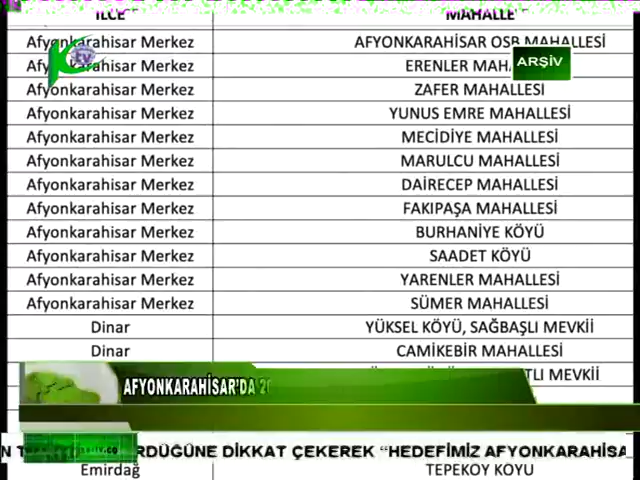 İLÇE MAHALLE
Afyonkarahisar Merkez AFYONKARAHİSAR OSB MAHALLESİ
Afyonkarahisar Merkez ERENLER
K TV
ARŞİV
Afyonkarahisar Merkez ZAFER MAHALLESI
Afyonkarahisar Merkez YUNUS EMRE MAHALLESİ
Afyonkarahisar Merkez MECİDİYE MAHALLESİ
Afyonkarahisar Merkez MARULCU MAHALLESİ
Afyonkarahisar Merkez DAİRECEP MAHALLESİ
Afyonkarahisar Merkez FAKIPAŞA MAHALLESİ
Afyonkarahisar Merkez BURHANİYE KÖYÜ
Afyonkarahisar Merkez SAADET KÖYÜ
Afyonkarahisar Merkez YARENLER MAHALLESİ
Afyonkarahisar Merkez SÜMER MAHALLESİ
Dinar YÜKSEL KÖYÜ, SAĞBAŞLI MEVKİİ
Dinar CAMİKEBİR MAHALLESİ
TLI MEVKİİ
AFYONKARAHİSAR'DA 20
RDÜĞÜNE DİKKAT ÇEKEREK “HEDEFİMİZ AFYONKARAHİSA
Emirdağ TEPEKÖY KÖYÜ